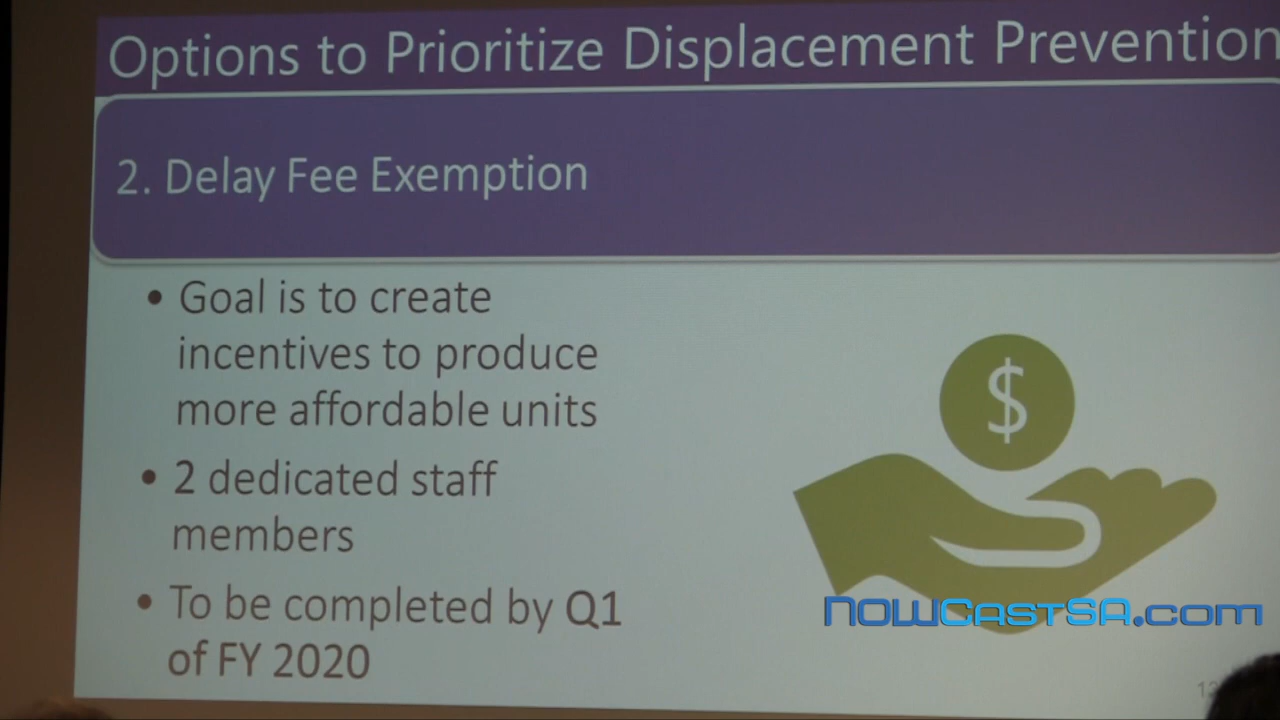 Options to Prioritize Displacement Prevention
2. Delay Fee Exemption
• Goal is to create
incentives to produce
more affordable units
• 2 dedicated staff
members
• To be completed by Q1
of FY 2020
$
NOWCastSA.com